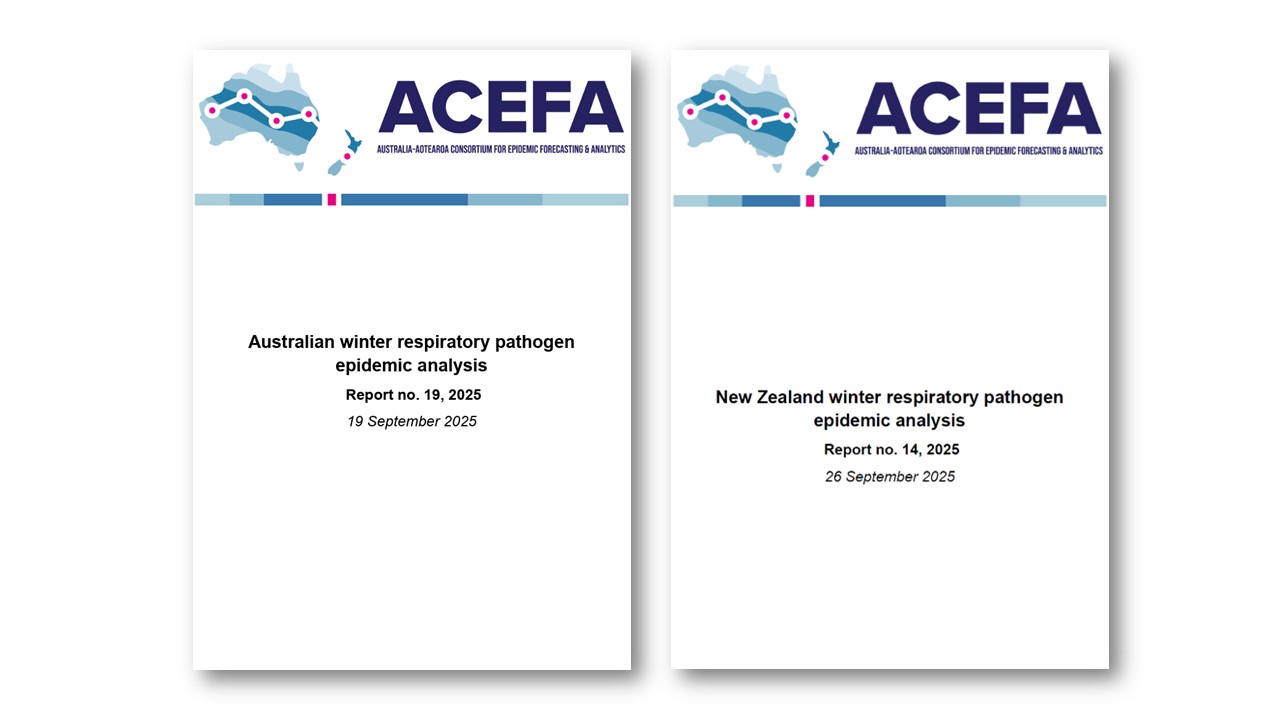 ACEFA
AUSTRALIA-AOTEAROA CONSORTIUM FOR EPIDEMIC FORECASTING & ANALYTICS
Australian winter respiratory pathogen
epidemic analysis
Report no. 19, 2025
19 September 2025
ACEFA
AUSTRALIA-AOTEAROA CONSORTIUM FOR EPIDEMIC FORECASTING & ANALYTICS
New Zealand winter respiratory pathogen
epidemic analysis
Report no. 14, 2025
26 September 2025